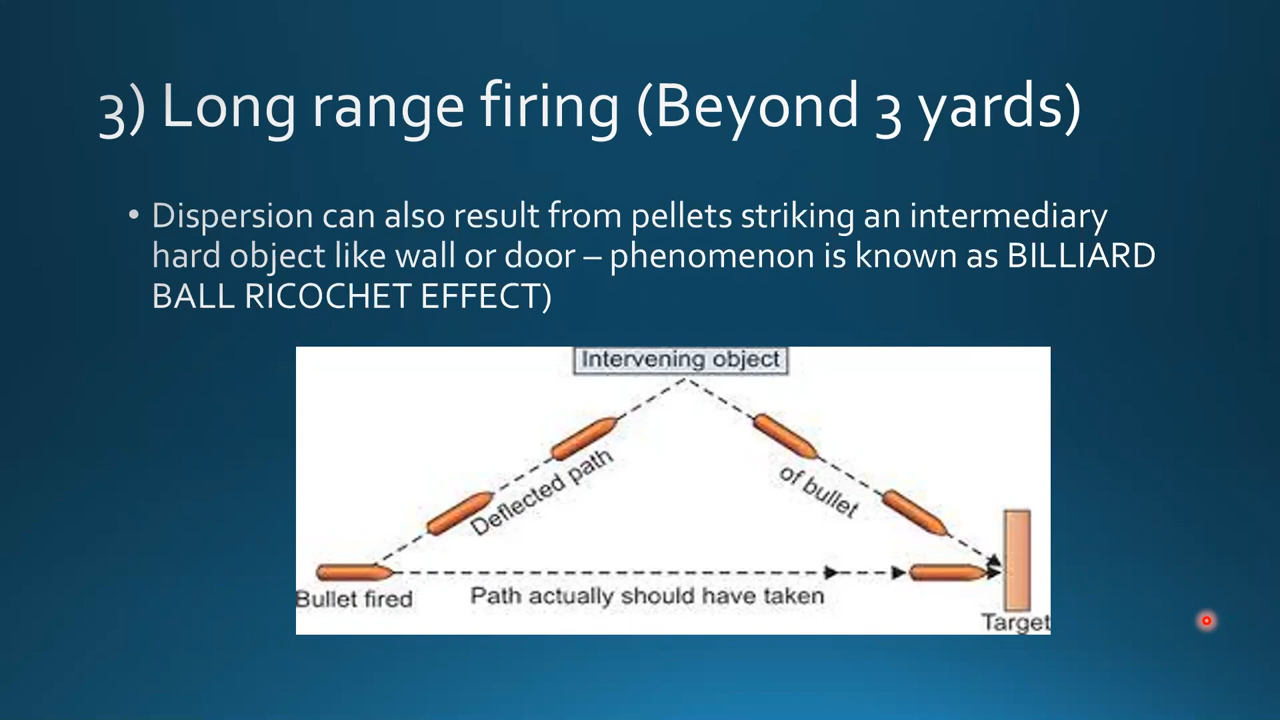 3) Long range firing (Beyond 3 yards)
• Dispersion can also result from pellets striking an intermediary
hard object like wall or door – phenomenon is known as BILLIARD
BALL RICOCHET EFFECT)
Intervening object
Deflected path
of bullet
Bullet fired
Path actually should have taken
Target